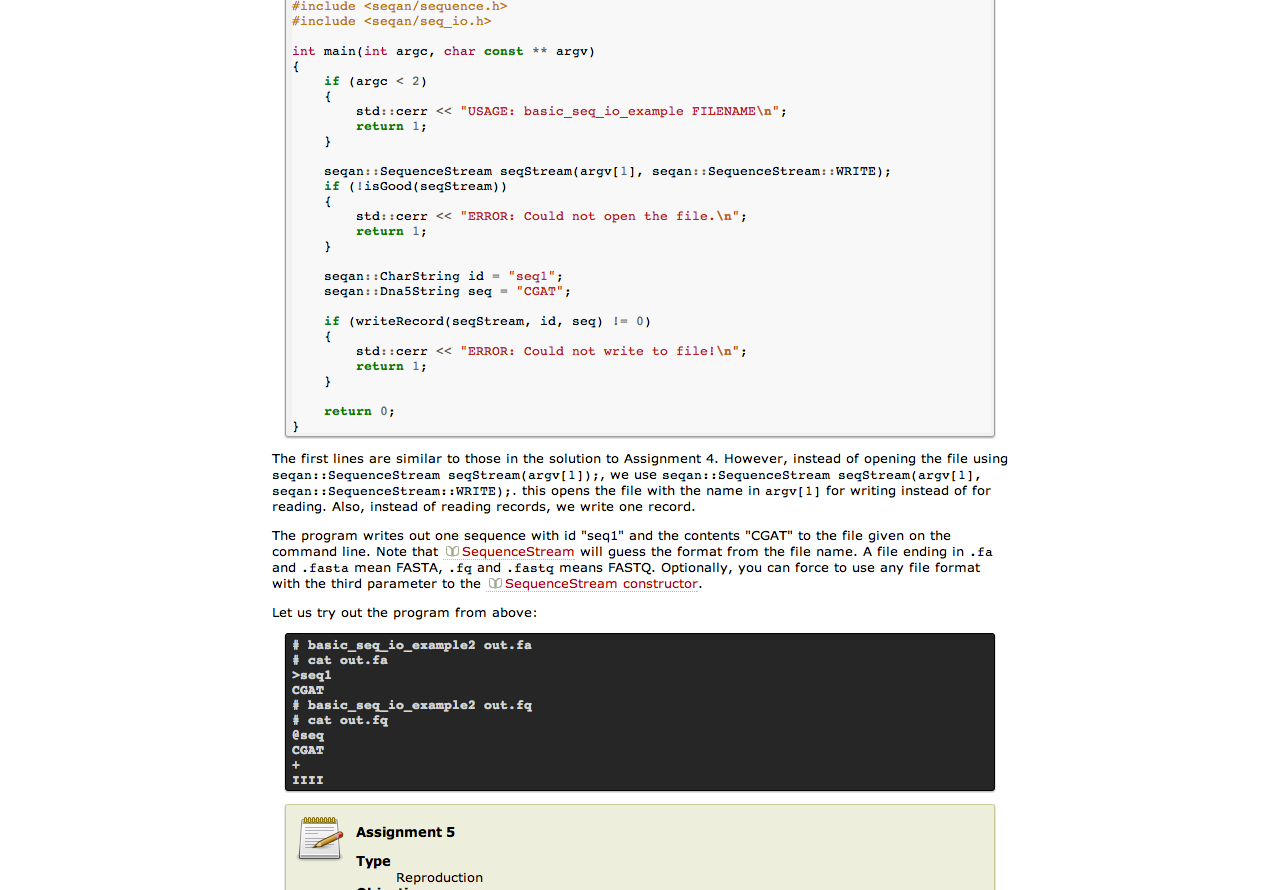 #include <seqan/sequence.h>
#include <seqan/seq_io.h>
int main(int argc, char const ** argv)
{
if (argc < 2)
{
std::cerr << "USAGE: basic_seq_io_example FILENAME\n";
return 1;
}
seqan::SequenceStream seqStream(argv[1], seqan::SequenceStream::WRITE);
if (!isGood(seqStream))
{
std::cerr << "ERROR: Could not open the file.\n";
return 1;
}
seqan::CharString id = "seq1";
seqan::Dna5String seq = "CGAT";
if (writeRecord(seqStream, id, seq) != 0)
{
std::cerr << "ERROR: Could not write to file!\n";
return 1;
}
return 0;
}
The first lines are similar to those in the solution to Assignment 4. However, instead of opening the file using
seqan::SequenceStream seqStream(argv[1]);, we use seqan::SequenceStream seqStream(argv[1],
seqan::SequenceStream::WRITE);. this opens the file with the name in argv[1] for writing instead of for
reading. Also, instead of reading records, we write one record.
The program writes out one sequence with id "seq1" and the contents "CGAT" to the file given on the
command line. Note that SequenceStream will guess the format from the file name. A file ending in .fa
and .fasta mean FASTA, .fq and .fastq means FASTQ. Optionally, you can force to use any file format
with the third parameter to the SequenceStream constructor.
Let us try out the program from above:
# basic_seq_io_example2 out.fa
# cat out.fa
>seq1
CGAT
# basic_seq_io_example2 out.fq
# cat out.fq
@seq
CGAT
+
IIII
Assignment 5
Type
Reproduction